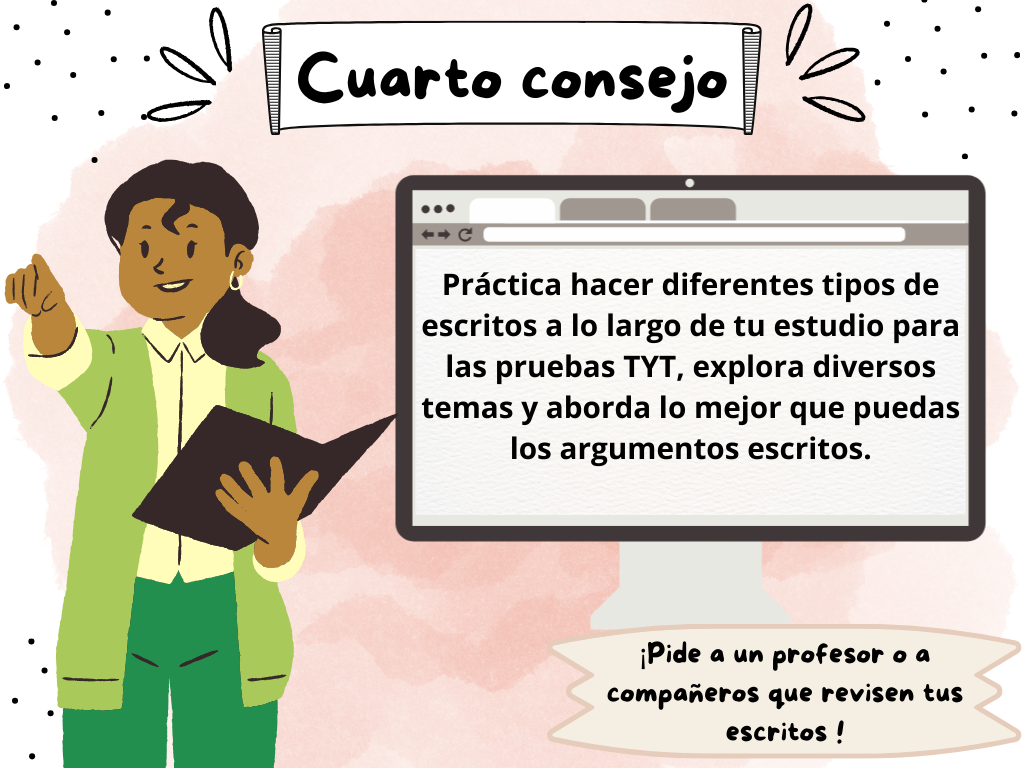 Cuarto consejo
Práctica hacer diferentes tipos de
escritos a lo largo de tu estudio para
las pruebas TYT, explora diversos
temas y aborda lo mejor que puedas
los argumentos escritos.
¡Pide a un profesor o a
compañeros que revisen tus
escritos !